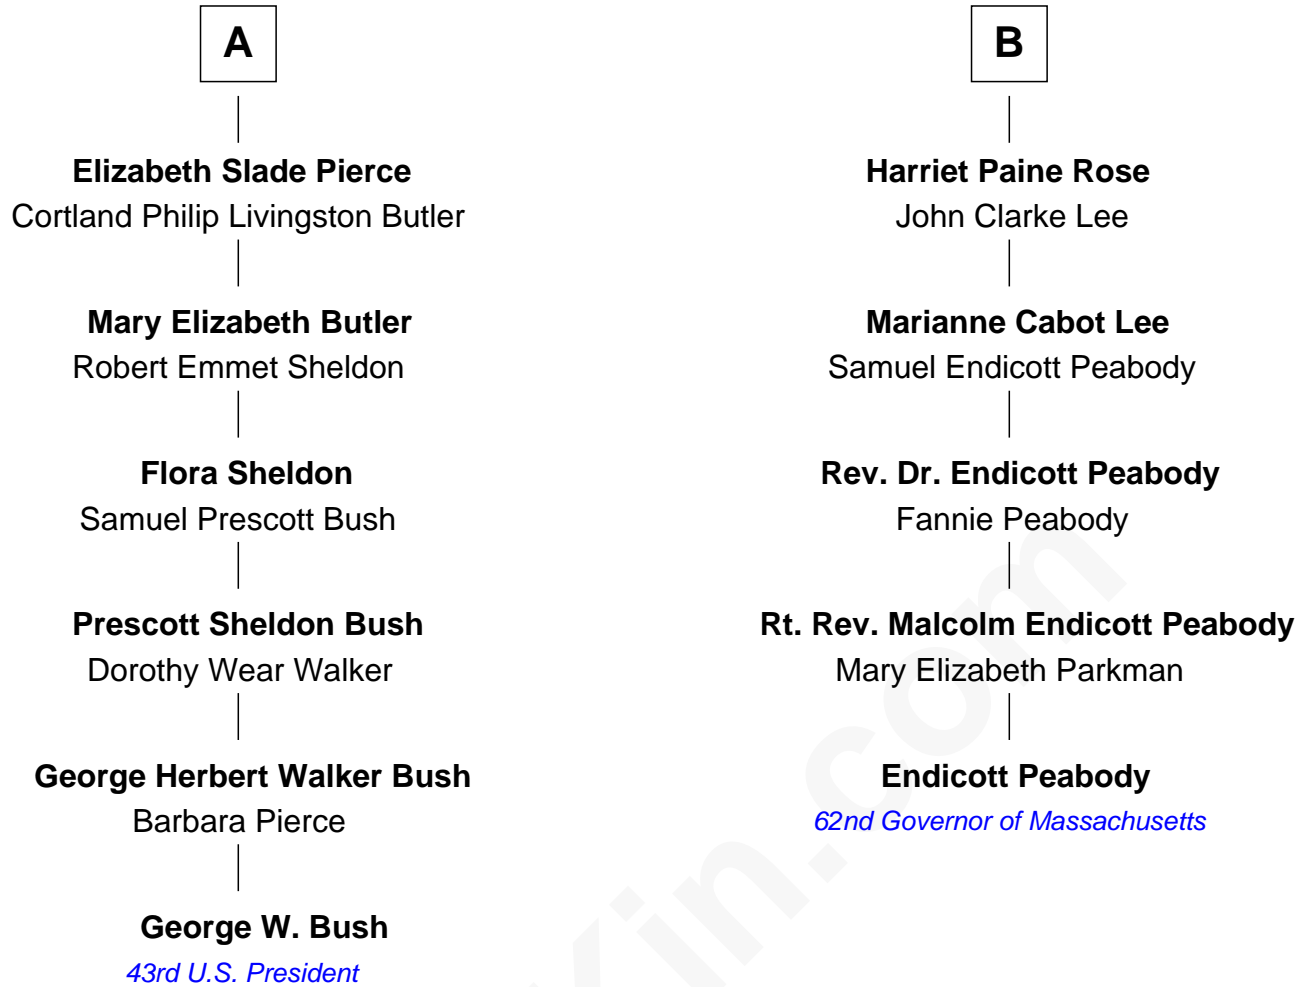 A
Elizabeth Slade Pierce
Cortland Philip Livingston Butler
Mary Elizabeth Butler
Robert Emmet Sheldon
Flora Sheldon
Samuel Prescott Bush
Prescott Sheldon Bush
Dorothy Wear Walker
George Herbert Walker Bush
Barbara Pierce
George W. Bush
43rd U.S. President
B
Harriet Paine Rose
John Clarke Lee
Marianne Cabot Lee
Samuel Endicott Peabody
Rev. Dr. Endicott Peabody
Fannie Peabody
Rt. Rev. Malcolm Endicott Peabody
Mary Elizabeth Parkman
Endicott Peabody
62nd Governor of Massachusetts
Kin.com